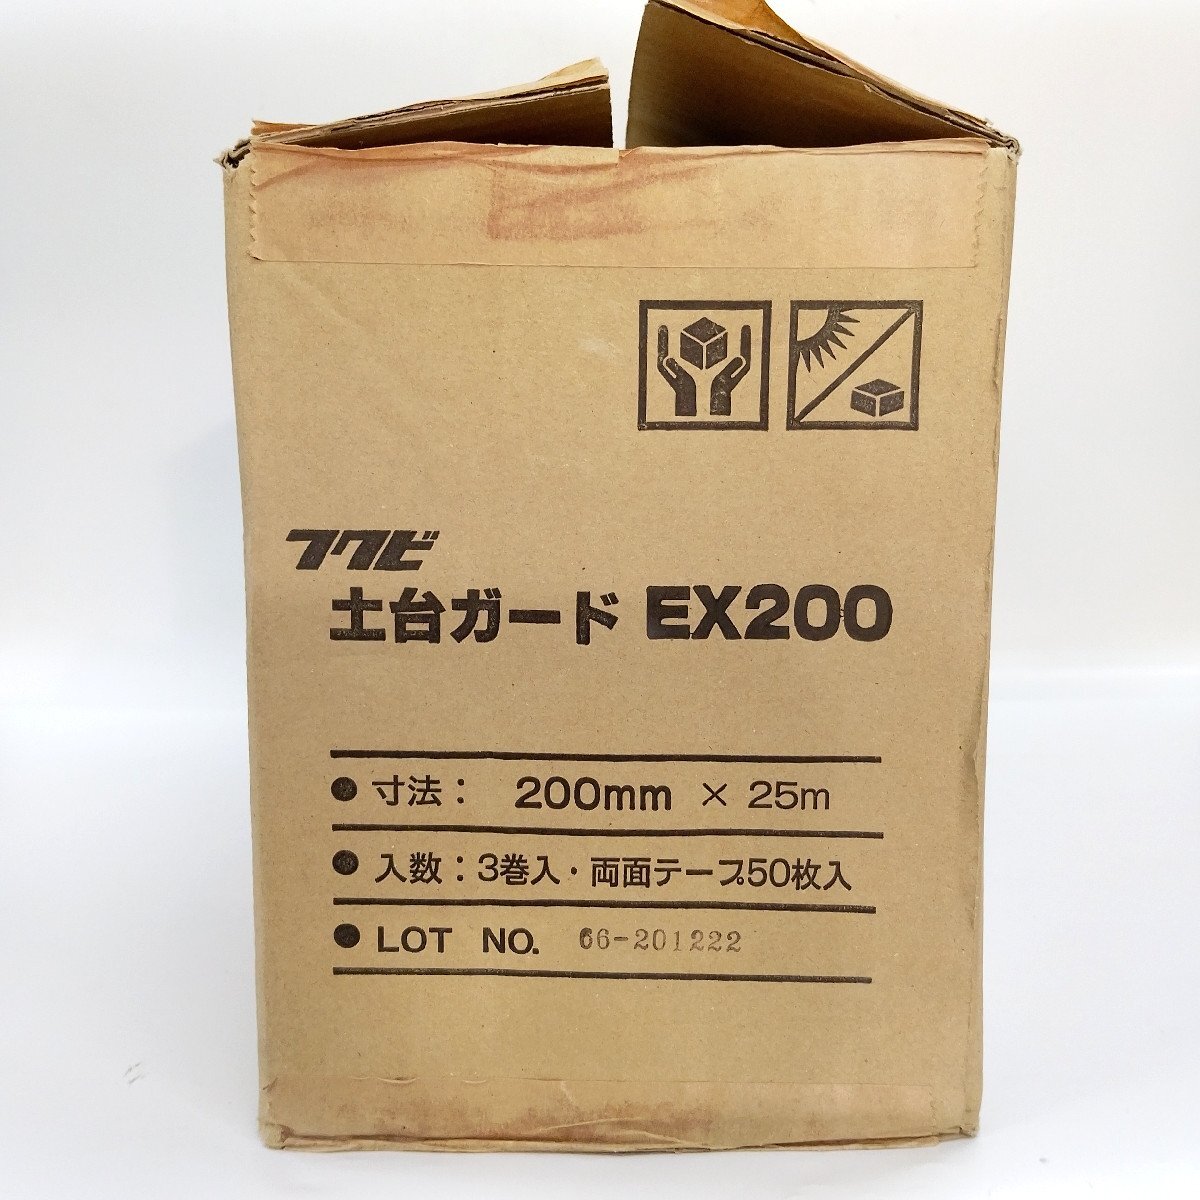 フクビ
土台ガード EX200
● 寸法： 200mm × 25m
● 入数：3巻入・両面テープ50枚入
● LOT NO. 66-201222